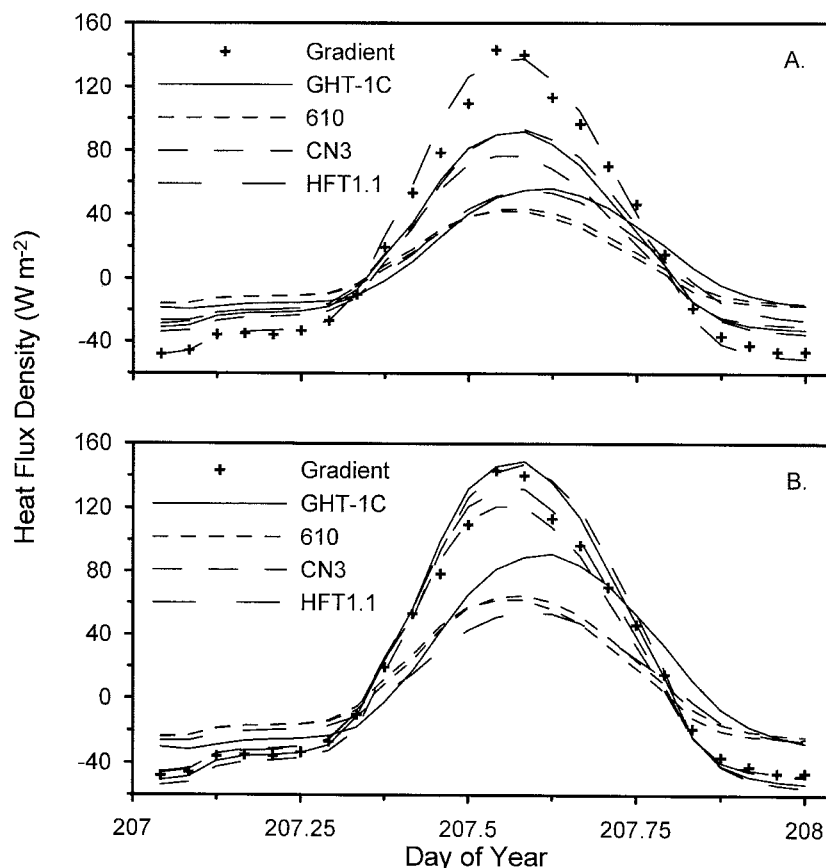 Heat Flux Density (W m-2)
160
120
80
40
0
-40
Gradient
GHT-1C
610
CN3
HFT1.1
A.
160
120
80
40
0
-40
Gradient
GHT-1C
610
CN3
HFT1.1
B.
207
207.25
207.5
207.75
208
Day of Year